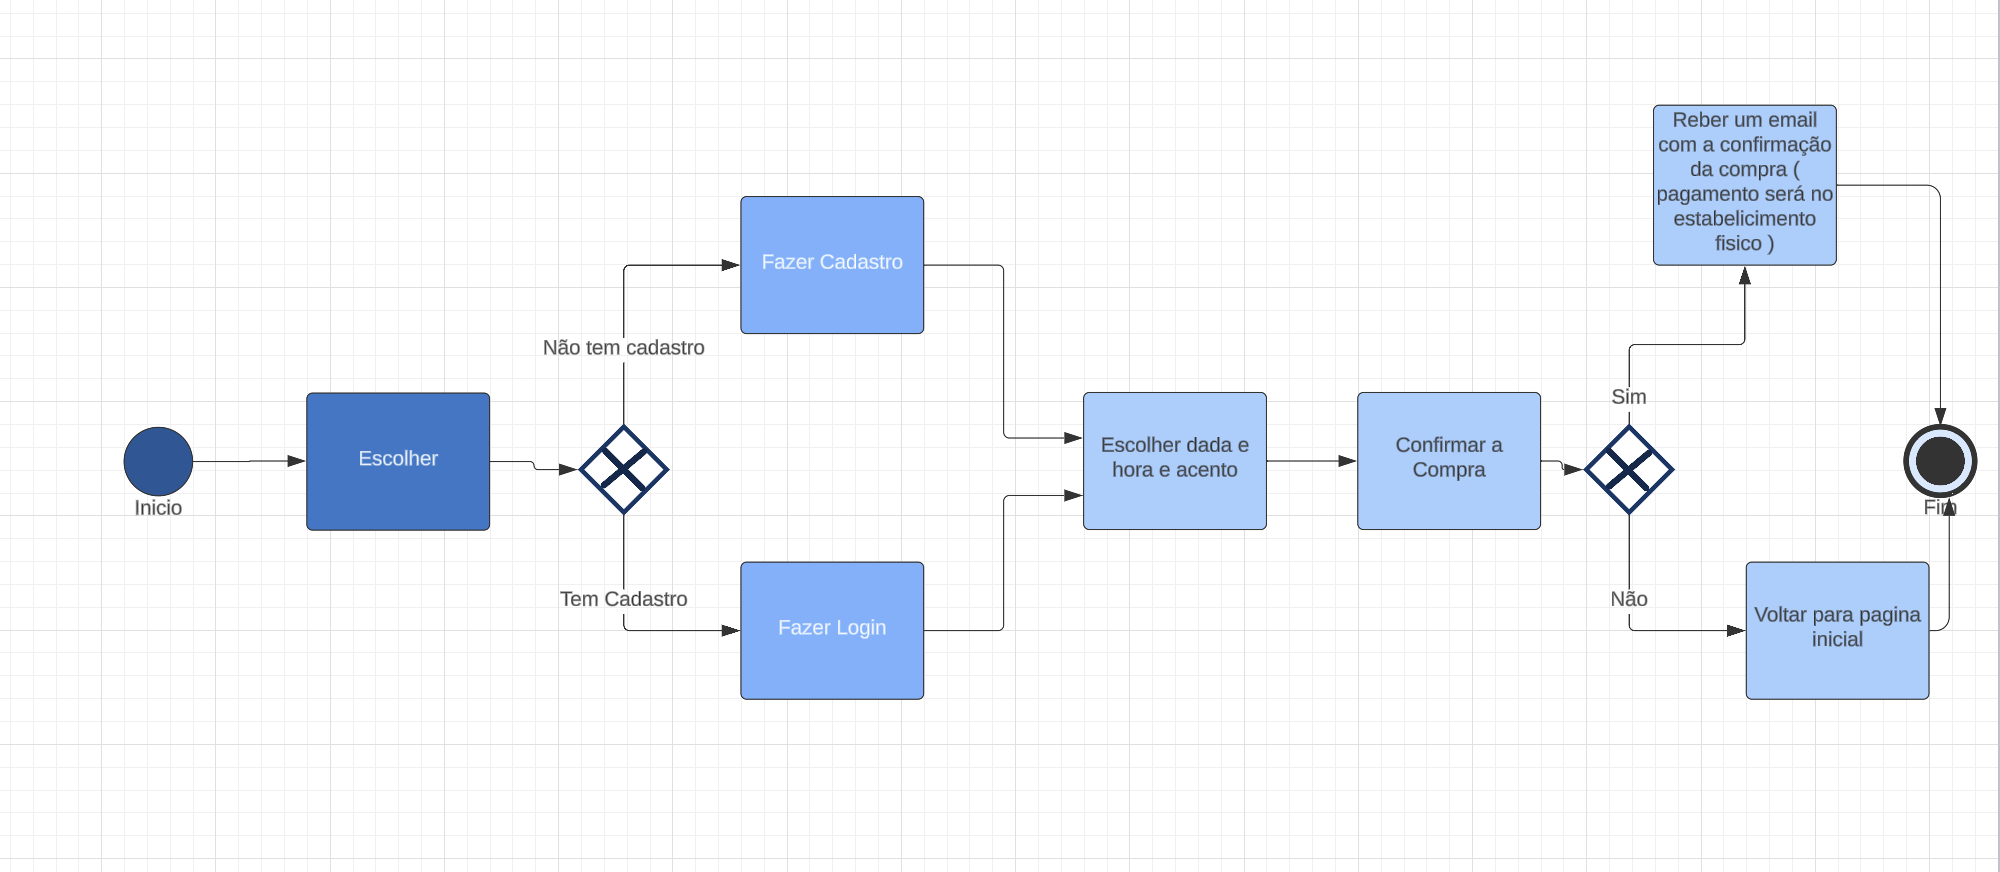 Inicio
Escolher
Não tem cadastro
Tem Cadastro
Fazer Cadastro
Fazer Login
Escolher dada e
hora e acento
Confirmar a
Compra
Sim
Não
Reber um email
com a confirmação
da compra (
pagamento será no
estabelicimento
fisico )
Voltar para pagina
inicial
Fim